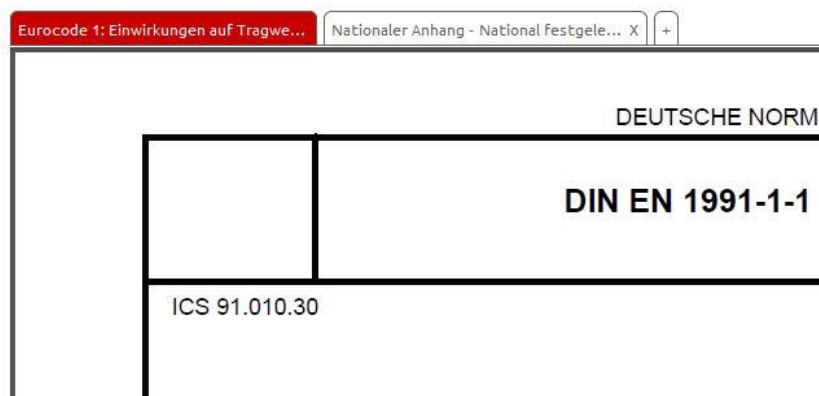 Eurocode 1: Einwirkungen auf Tragwe...
Nationaler Anhang - National festgele... X
+
DEUTSCHE NORM
DIN EN 1991-1-1
ICS 91.010.30